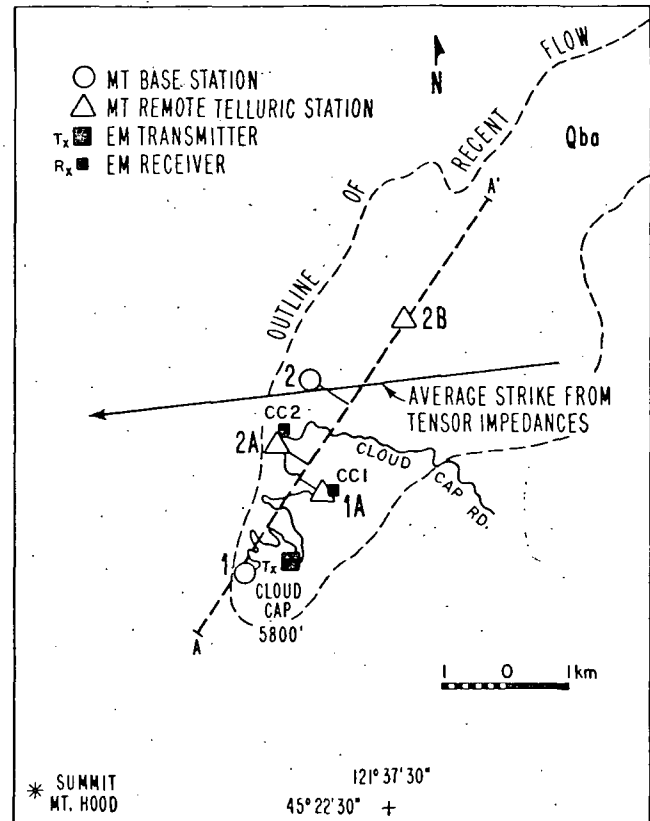 MT BASE STATION
MT REMOTE TELLURIC STATION
Tx EM TRANSMITTER
Rx EM RECEIVER
N
OUTLINE OF RECENT FLOW
Qba
A'
2B
2
AVERAGE STRIKE FROM
TENSOR IMPEDANCES
CC2
2A
CLOUD CAP RD.
CC1
1A
1
Tx
CLOUD
CAP
5800'
A
1 0 1 km
SUMMIT
MT. HOOD
121° 37' 30"
45° 22' 30"